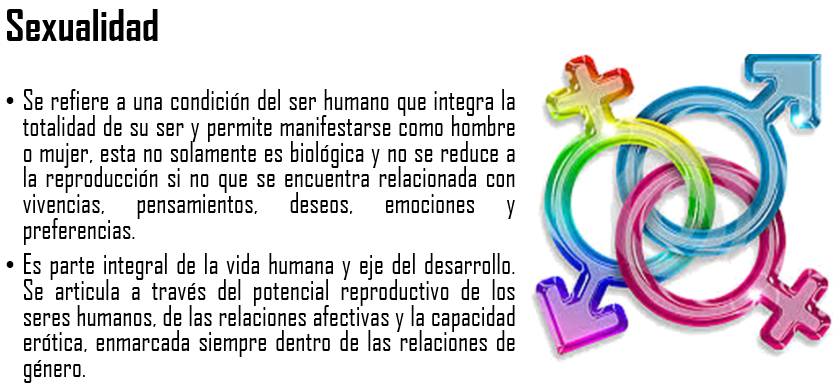 Sexualidad
• Se refiere a una condición del ser humano que integra la
totalidad de su ser y permite manifestarse como hombre
o mujer, esta no solamente es biológica y no se reduce a
la reproducción si no que se encuentra relacionada con
vivencias, pensamientos, deseos, emociones y
preferencias.
• Es parte integral de la vida humana y eje del desarrollo.
Se articula a través del potencial reproductivo de los
seres humanos, de las relaciones afectivas y la capacidad
erótica, enmarcada siempre dentro de las relaciones de
género.